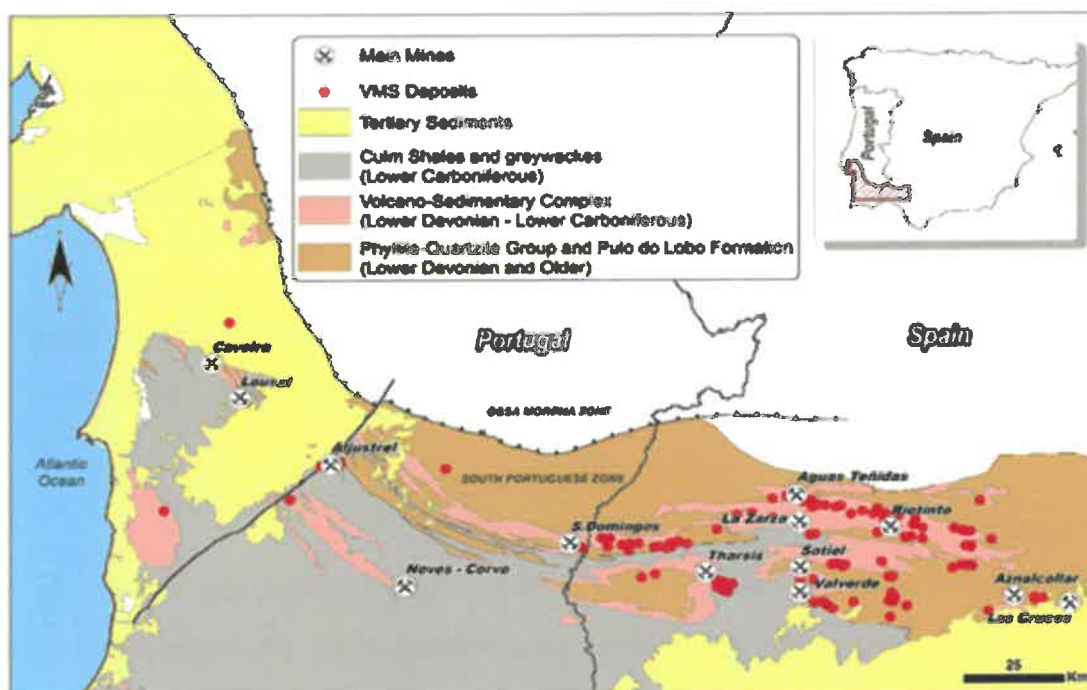 Main Mines
VMS Deposits
Tertiary Sediments
Culm Shales and greywackes
(Lower Carboniferous)
Volcano-Sedimentary Complex
(Lower Devonian - Lower Carboniferous)
Phyllite-Quartzite Group and Pulo do Lobo Formation
(Lower Devonian and Older)
Portugal
Spain
Portugal
Spain
Caveira
Lousal
OSSA MORENA ZONE
Atlantic
Ocean
Aljustrel
SOUTH PORTUGUESE ZONE
Aguas Teñidas
La Zarza
Riotinto
S. Domingos
Tharsis
Sotiel
Neves - Corvo
Valverde
Aznalcollar
Las Cruces
25
Km